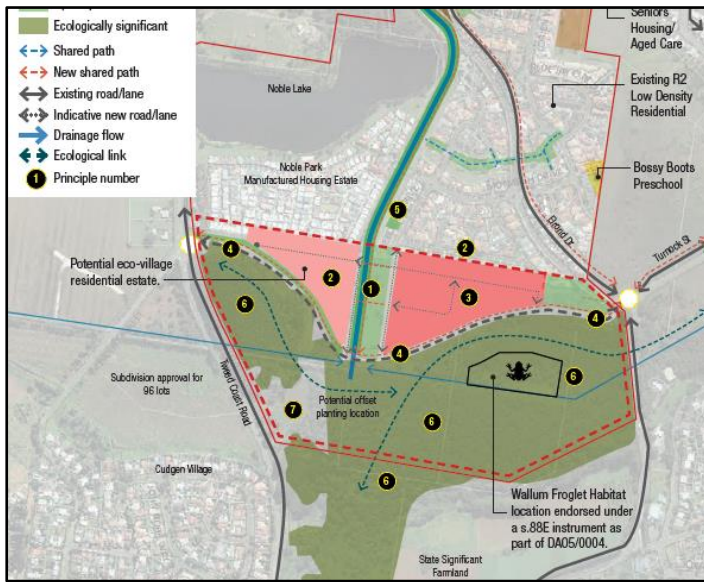 Ecologically significant
Shared path
New shared path
Existing road/lane
Indicative new road/lane
Drainage flow
Ecological link
1 Principle number
Noble Lake
Noble Park
Manufactured Housing Estate
Seniors
Housing/
Aged Care
Existing R2
Low Density
Residential
Bossy Boots
Preschool
Broad Dr
Turnock St
5
4
2
2
Potential eco-village
residential estate.
1
3
6
4
4
6
Subdivision approval for
96 lots
Tweed Coast Road
7
Potential offset
planting location
6
Cudgen Village
6
Wallum Froglet Habitat
location endorsed under
a s.88E instrument as
part of DA05/0004.
State Significant
Farmland